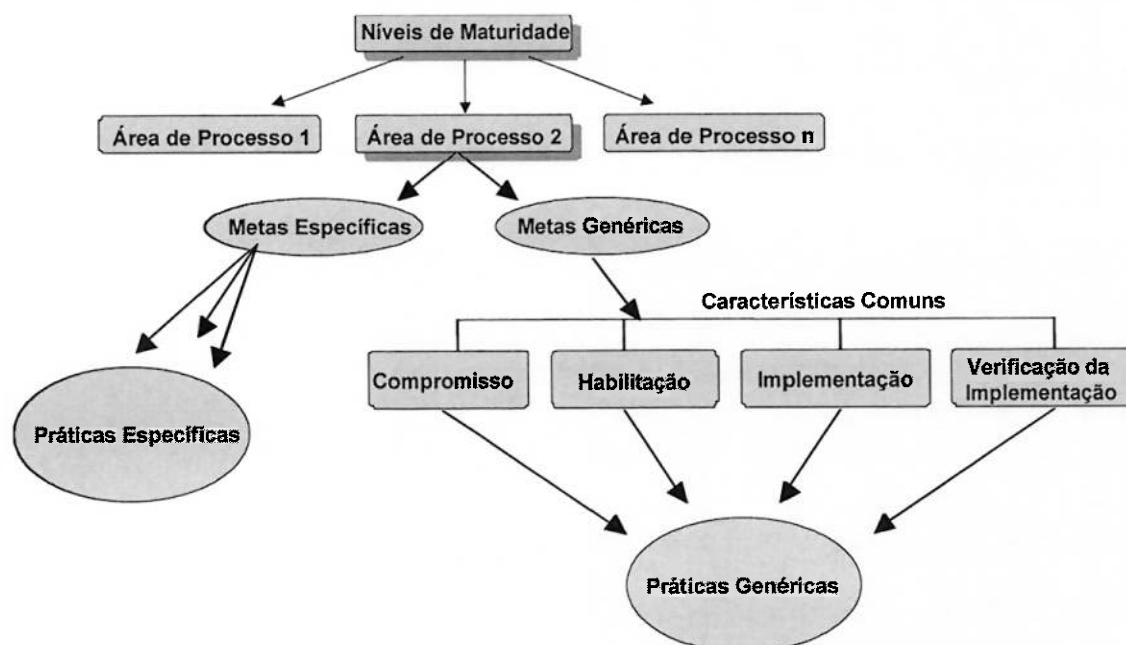 Níveis de Maturidade
Área de Processo 1
Área de Processo 2
Área de Processo n
Metas Específicas
Metas Genéricas
Características Comuns
Compromisso
Habilitação
Implementação
Verificação da
Implementação
Práticas Específicas
Práticas Genéricas